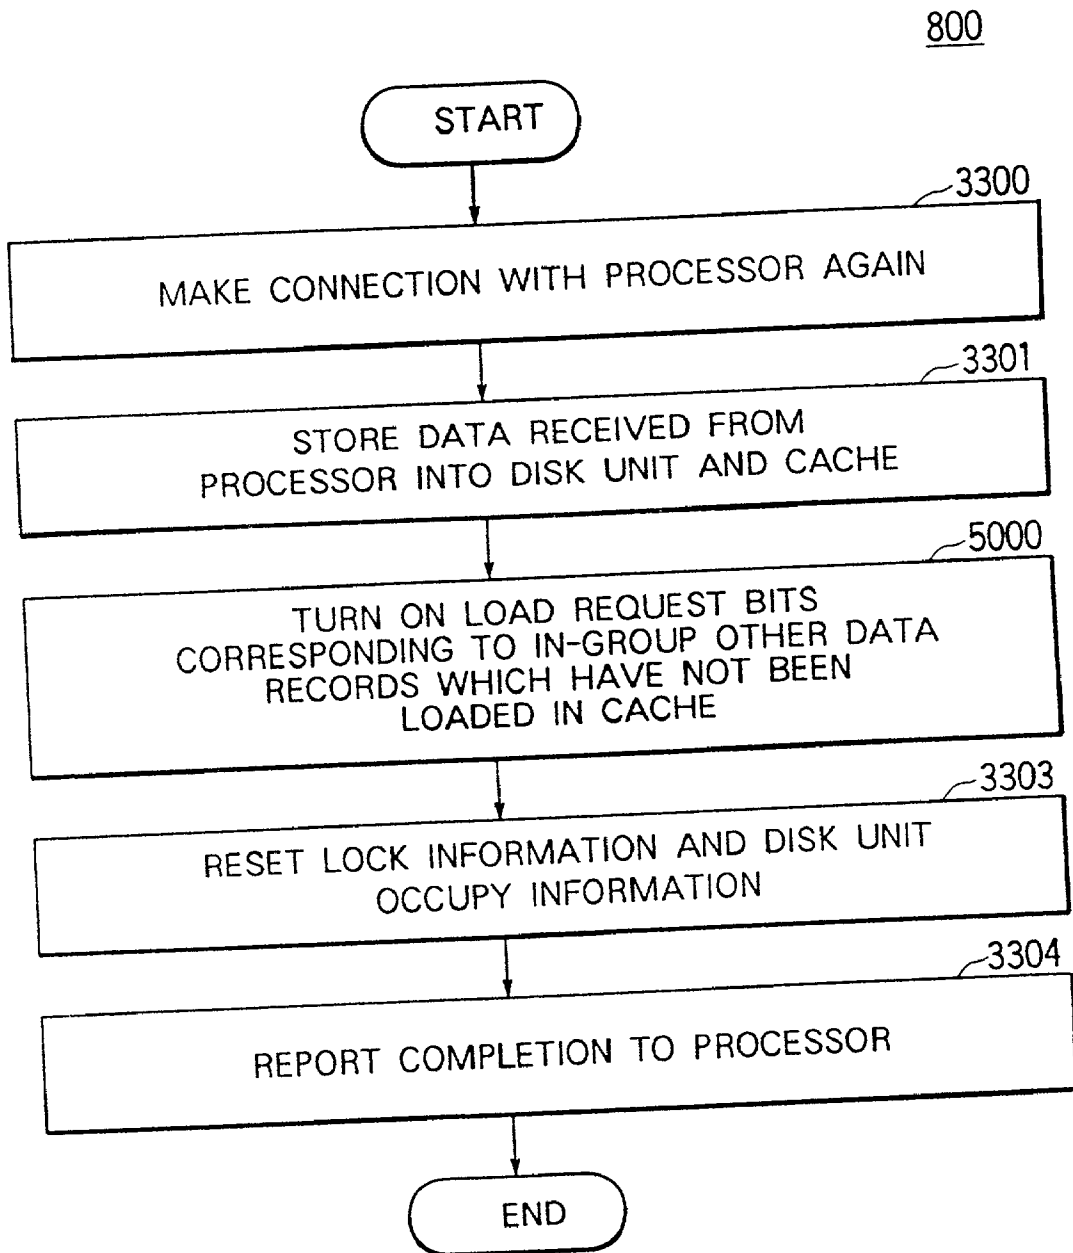 800
START
3300
MAKE CONNECTION WITH PROCESSOR AGAIN
3301
STORE DATA RECEIVED FROM
PROCESSOR INTO DISK UNIT AND CACHE
5000
TURN ON LOAD REQUEST BITS
CORRESPONDING TO IN-GROUP OTHER DATA
RECORDS WHICH HAVE NOT BEEN
LOADED IN CACHE
3303
RESET LOCK INFORMATION AND DISK UNIT
OCCUPY INFORMATION
3304
REPORT COMPLETION TO PROCESSOR
END